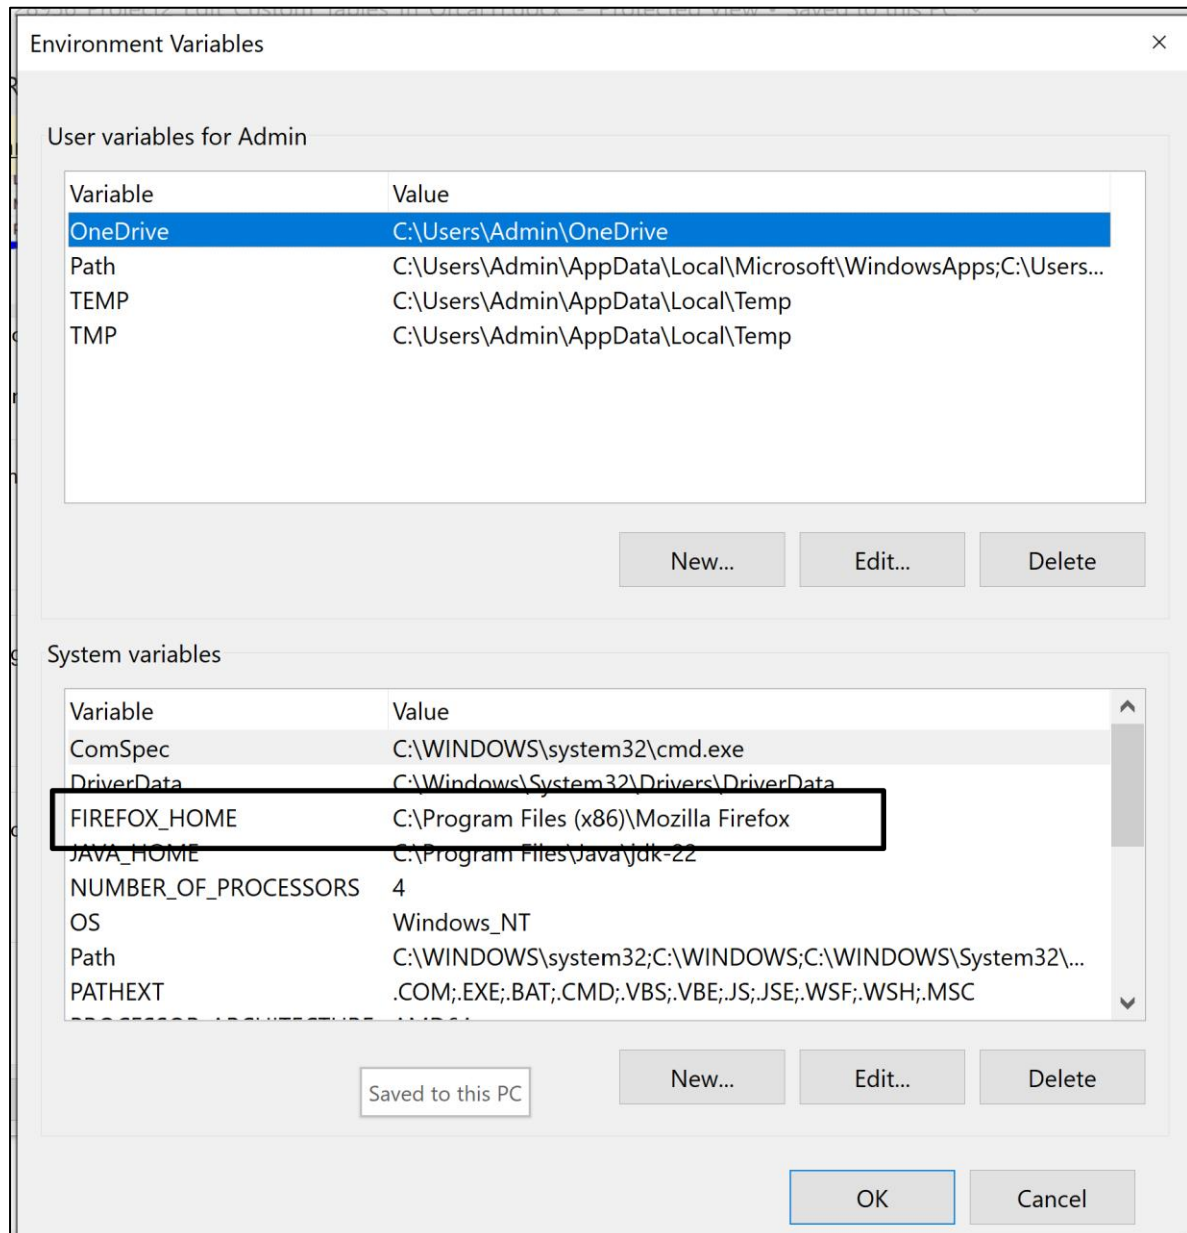 Environment Variables
User variables for Admin
Variable Value
OneDrive C:\Users\Admin\OneDrive
Path C:\Users\Admin\AppData\Local\Microsoft\WindowsApps;C:\Users...
TEMP C:\Users\Admin\AppData\Local\Temp
TMP C:\Users\Admin\AppData\Local\Temp
New... Edit... Delete
System variables
Variable Value
ComSpec C:\WINDOWS\system32\cmd.exe
DriverData C:\Windows\System32\Drivers\DriverData
FIREFOX_HOME C:\Program Files (x86)\Mozilla Firefox
JAVA_HOME C:\Program Files\Java\jdk-22
NUMBER_OF_PROCESSORS 4
OS Windows_NT
Path C:\WINDOWS\system32;C:\WINDOWS;C:\WINDOWS\System32\...
PATHEXT .COM;.EXE;.BAT;.CMD;.VBS;.VBE;.JS;.JSE;.WSF;.WSH;.MSC
PROCESSOR_ARCHITECTURE AMD64
Saved to this PC
New... Edit... Delete
OK Cancel